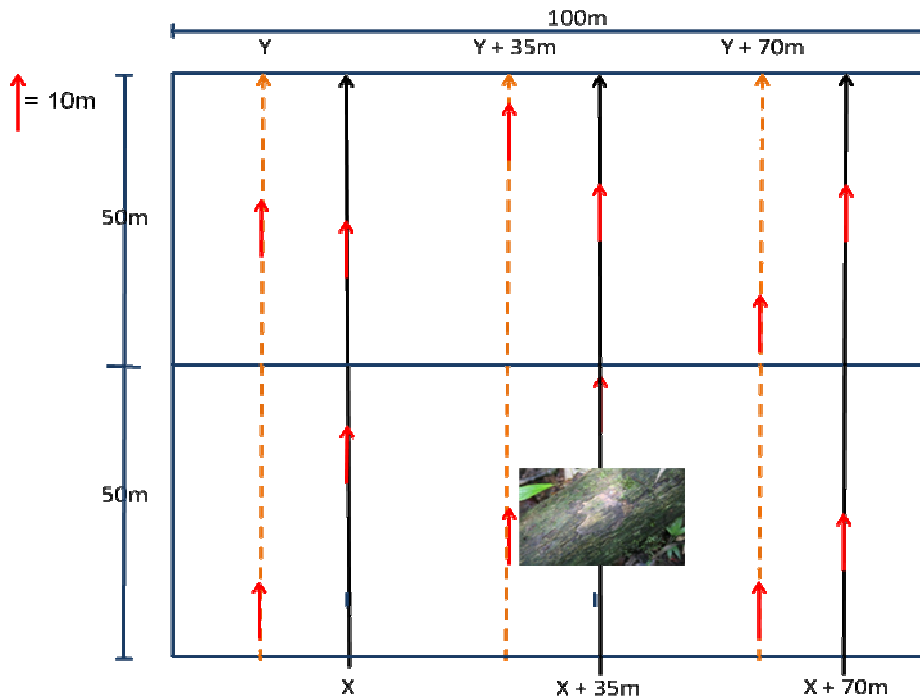 100m
Y Y + 35m Y + 70m
= 10m
50m
50m
X X + 35m X + 70m